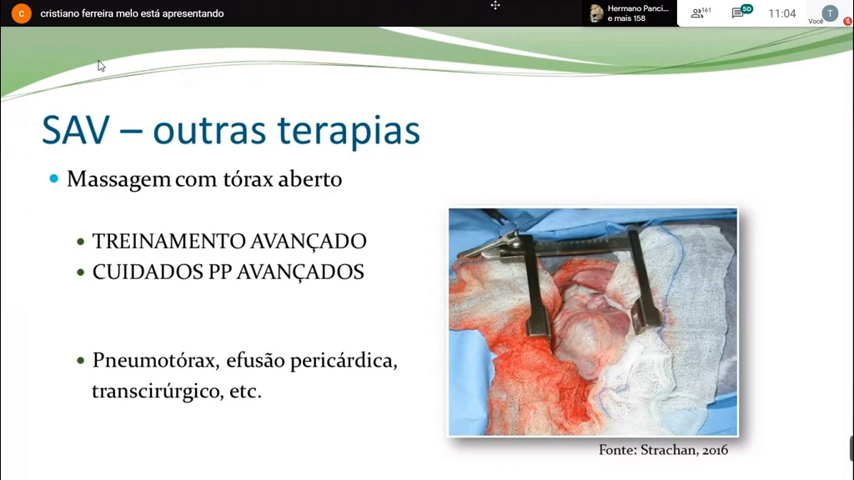 c cristiano ferreira melo está apresentando
Hermano Panci...
e mais 158
161
50
11:04
T
Você
SAV – outras terapias
Massagem com tórax aberto
TREINAMENTO AVANÇADO
CUIDADOS PP AVANÇADOS
Pneumotórax, efusão pericárdica,
transcirúrgico, etc.
Fonte: Strachan, 2016